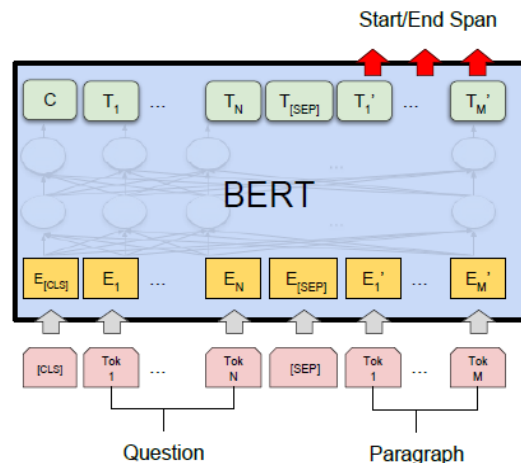 Start/End Span
C T1 ... TN T[SEP] T1' ... TM'
...
BERT
...
E[CLS] E1 ... EN E[SEP] E1' ... EM'
[CLS] Tok 1 ... Tok N [SEP] Tok 1 ... Tok M
Question Paragraph